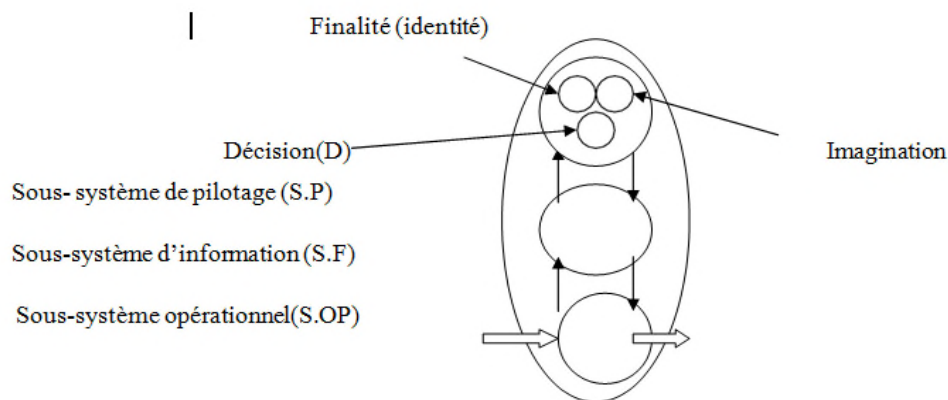 Finalité (identité)
Décision(D)
Imagination
Sous- système de pilotage (S.P)
Sous-système d'information (S.F)
Sous-système opérationnel(S.OP)